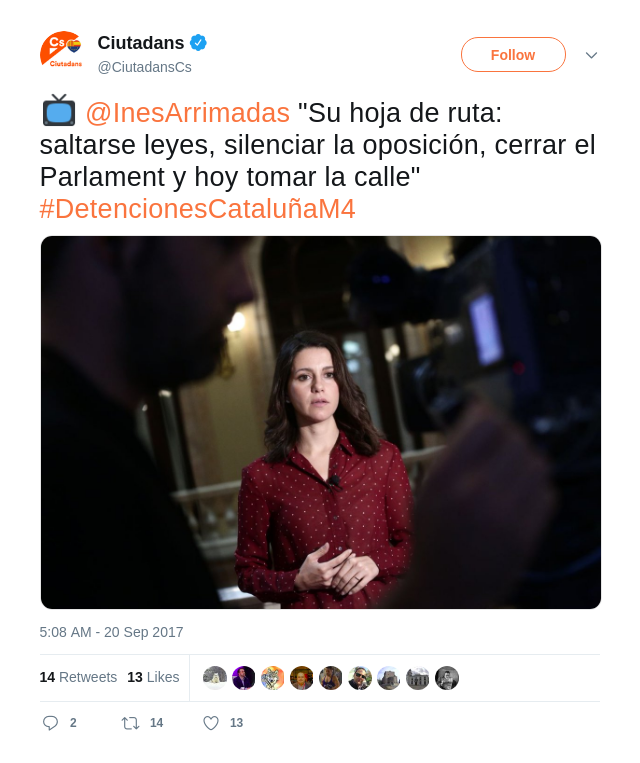 Cs
Ciutadans
Ciutadans
@CiutadansCs
Follow
@InesArrimadas "Su hoja de ruta:
saltarse leyes, silenciar la oposición, cerrar el
Parlament y hoy tomar la calle"
#DetencionesCataluñaM4
5:08 AM - 20 Sep 2017
14 Retweets 13 Likes
2 14 13